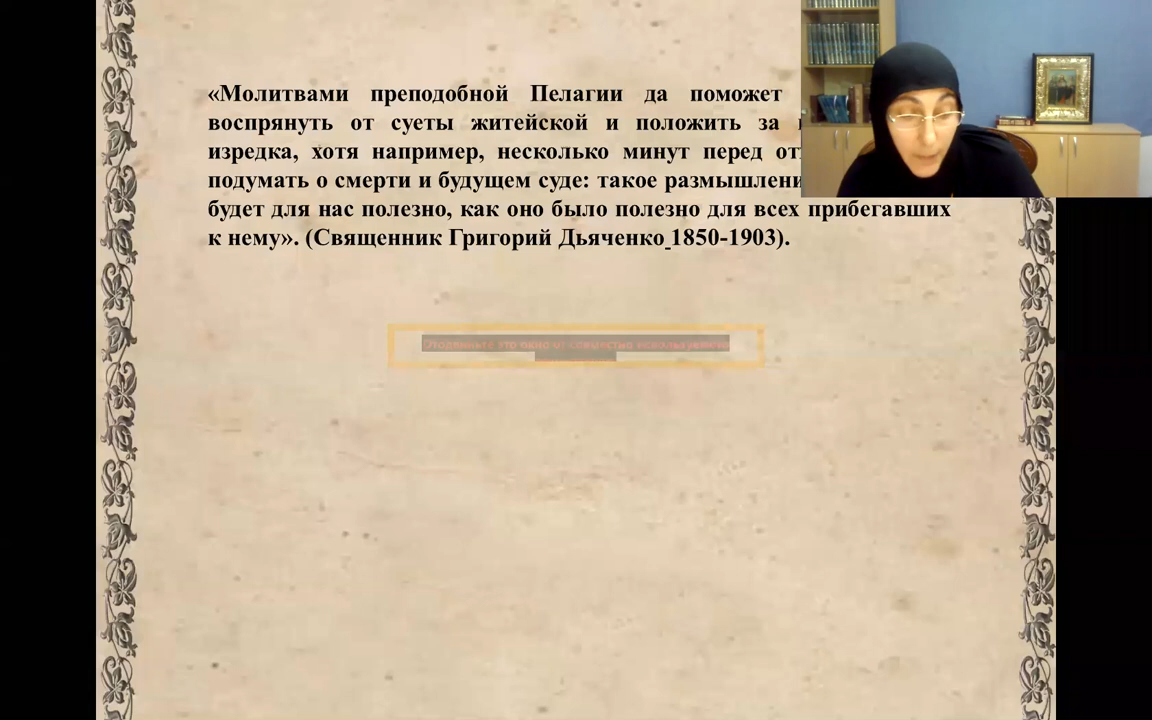 «Молитвами преподобной Пелагии да поможет
воспрянуть от суеты житейской и положить за
изредка, хотя например, несколько минут перед
подумать о смерти и будущем суде: такое
будет для нас полезно, как оно было полезно для всех прибегавших
к нему». (Священник Григорий Дьяченко 1850-1903).
это окно от